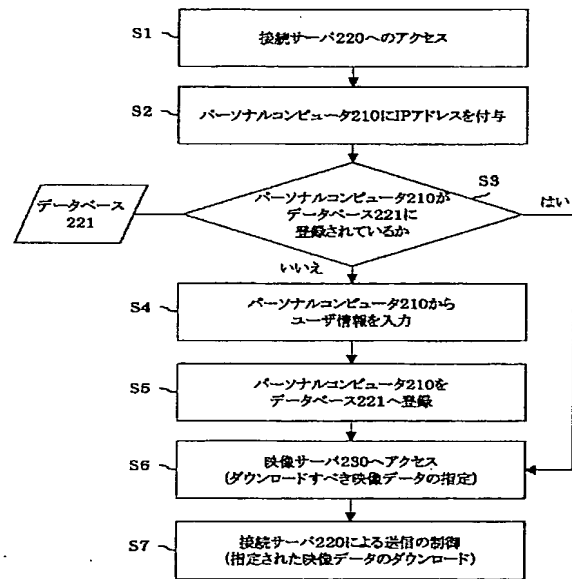 S1
接続サーバ220へのアクセス
S2
パーソナルコンピュータ210にIPアドレスを付与
S3
パーソナルコンピュータ210が
データベース221に
登録されているか
データベース
221
はい
いいえ
S4
パーソナルコンピュータ210から
ユーザ情報を入力
S5
パーソナルコンピュータ210を
データベース221へ登録
S6
映像サーバ230へアクセス
(ダウンロードすべき映像データの指定)
S7
接続サーバ220による送信の制御
(指定された映像データのダウンロード)